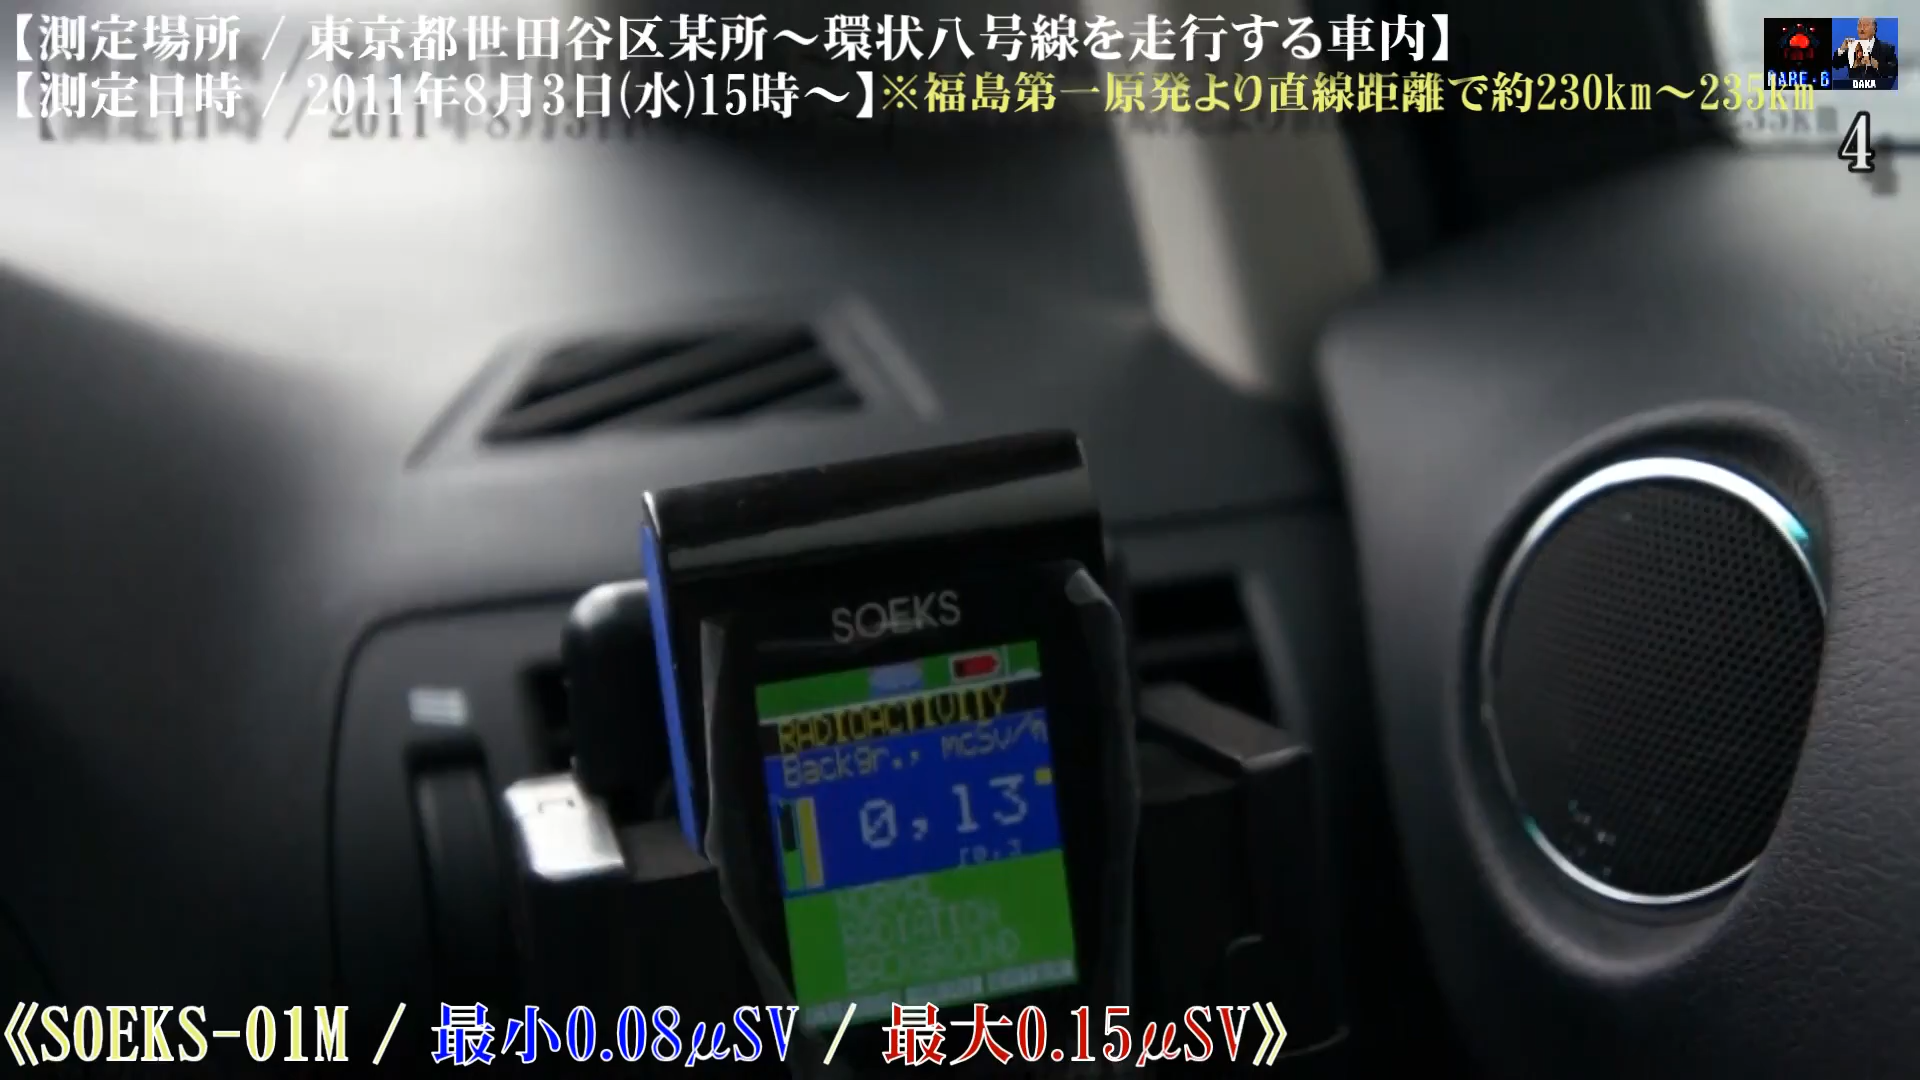 【測定場所 / 東京都世田谷区某所～環状八号線を走行する車内】
【測定日時 / 2011年8月3日(水)15時～】※福島第一原発より直線距離で約230km～235km
4
SOEKS
RADIOACTIVITY
Backgr., mcSv/h
0,13
NORMAL
RADIATION
BACKGROUND
《SOEKS-01M / 最小0.08μSV / 最大0.15μSV》